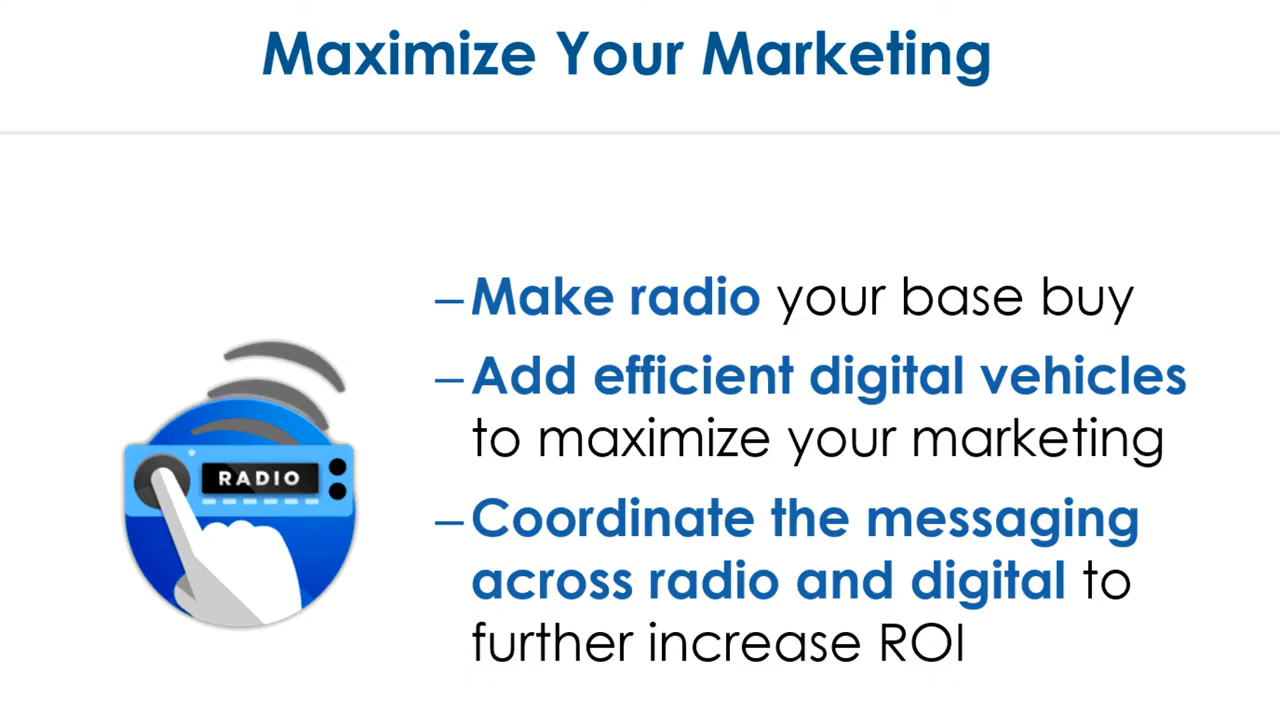 Maximize Your Marketing
–Make radio your base buy
–Add efficient digital vehicles
to maximize your marketing
RADIO
–Coordinate the messaging
across radio and digital to
further increase ROI